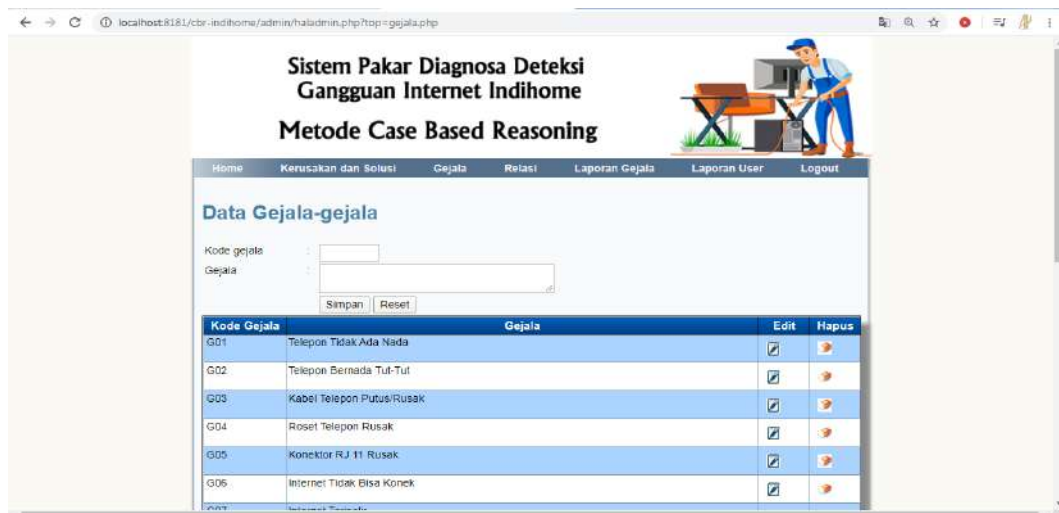 localhost:8181/cbr-indihome/admin/haladmin.php?top=gejala.php
Sistem Pakar Diagnosa Deteksi
Gangguan Internet Indihome
Metode Case Based Reasoning
Home Kerusakan dan Solusi Gejala Relasi Laporan Gejala Laporan User Logout
Data Gejala-gejala
Kode gejala :
Gejala :
Simpan Reset
Kode Gejala Gejala Edit Hapus
G01 Telepon Tidak Ada Nada
G02 Telepon Bernada Tut-Tut
G03 Kabel Telepon Putus/Rusak
G04 Roset Telepon Rusak
G05 Konektor RJ 11 Rusak
G06 Internet Tidak Bisa Konek
G07 Internet